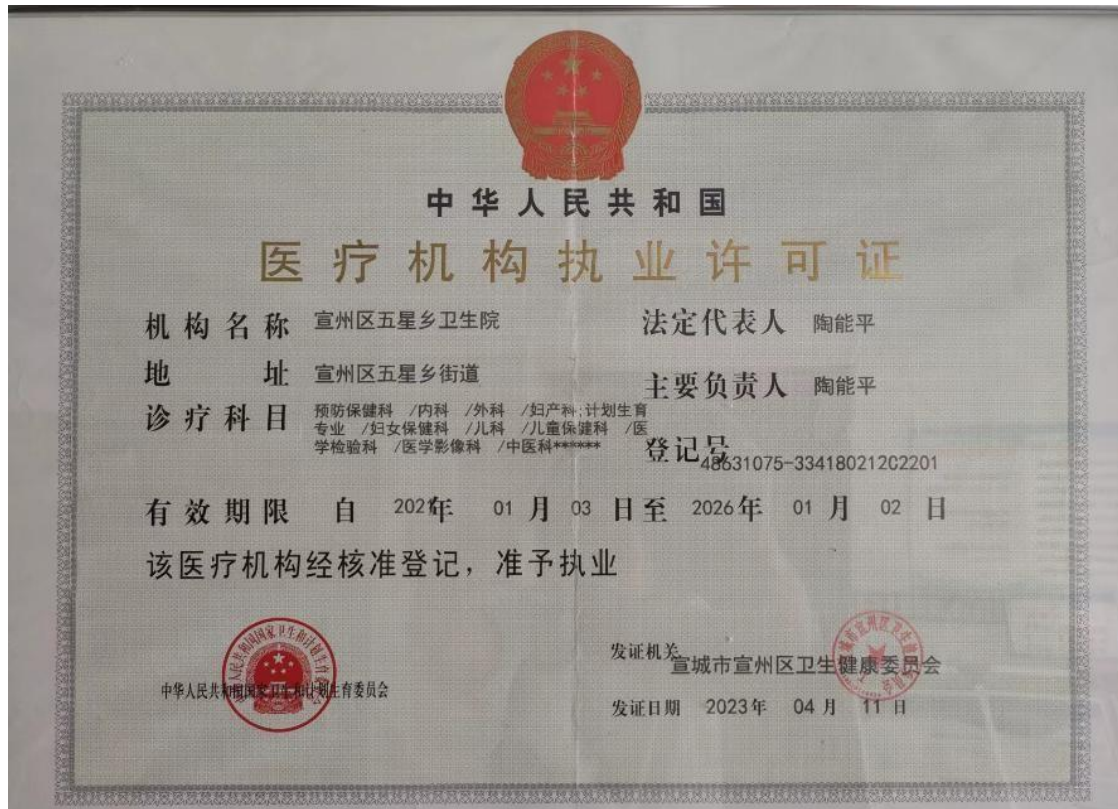 中华人民共和国
医疗机构执业许可证
机构名称 宣州区五星乡卫生院
法定代表人 陶能平
地址 宣州区五星乡街道
主要负责人 陶能平
诊疗科目 预防保健科 /内科 /外科 /妇产科;计划生育
专业 /妇女保健科 /儿科 /儿童保健科 /医
学检验科 /医学影像科 /中医科******
登记号 48631075-334180212C2201
有效期限 自 2021年 01 月 03 日至 2026年 01 月 02 日
该医疗机构经核准登记，准予执业
中华人民共和国国家卫生和计划生育委员会
发证机关 宣城市宣州区卫生健康委员会
发证日期 2023年 04 月 11 日